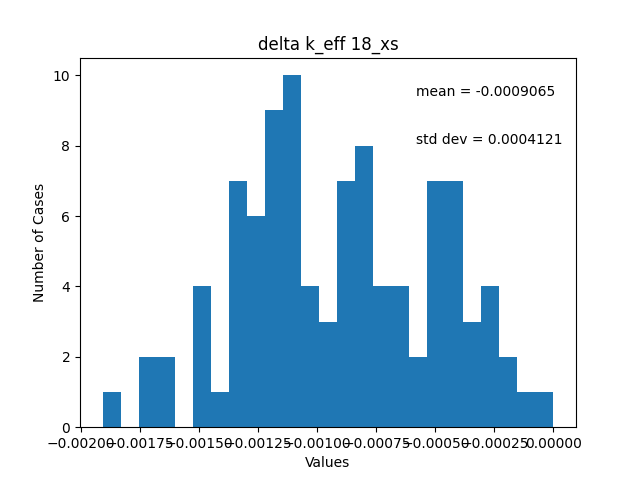 delta k_eff 18_xs
mean = -0.0009065
std dev = 0.0004121
Number of Cases
10
8
6
4
2
0
−0.00200 −0.00175 −0.00150 −0.00125 −0.00100 −0.00075 −0.00050 −0.00025 0.00000
Values